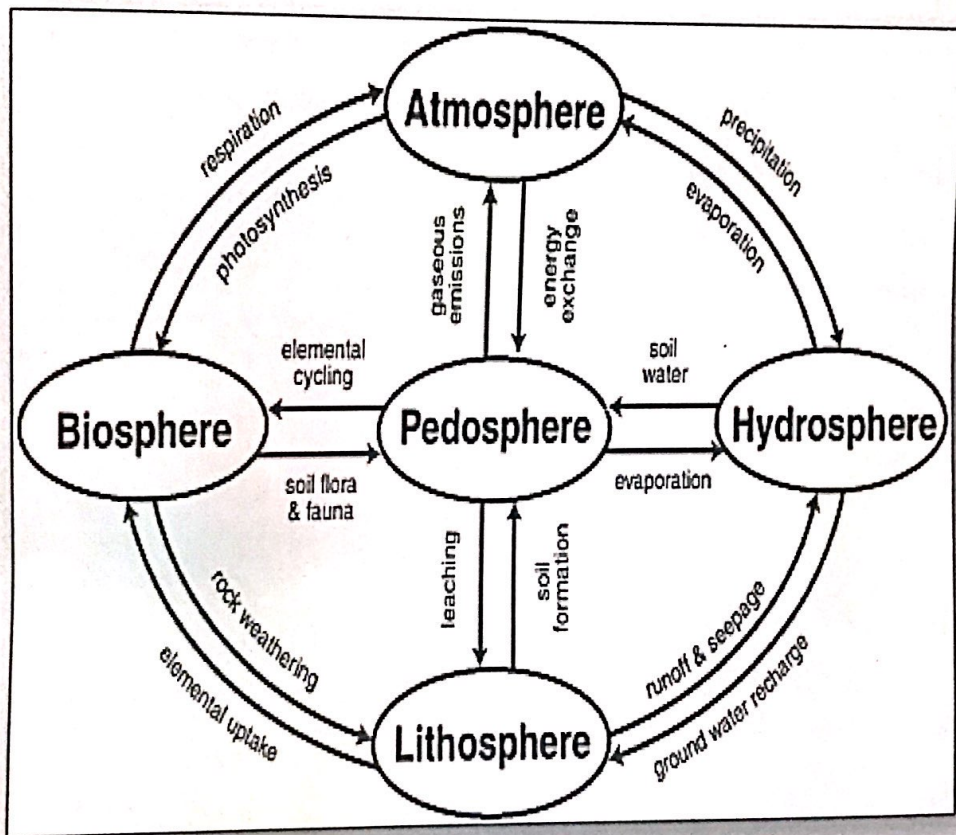 Atmosphere
respiration
photosynthesis
precipitation
evaporation
gaseous
emissions
energy
exchange
elemental
cycling
soil
water
Biosphere
Pedosphere
Hydrosphere
soil flora
& fauna
evaporation
leaching
soil
formation
rock weathering
elemental uptake
runoff & seepage
ground water recharge
Lithosphere